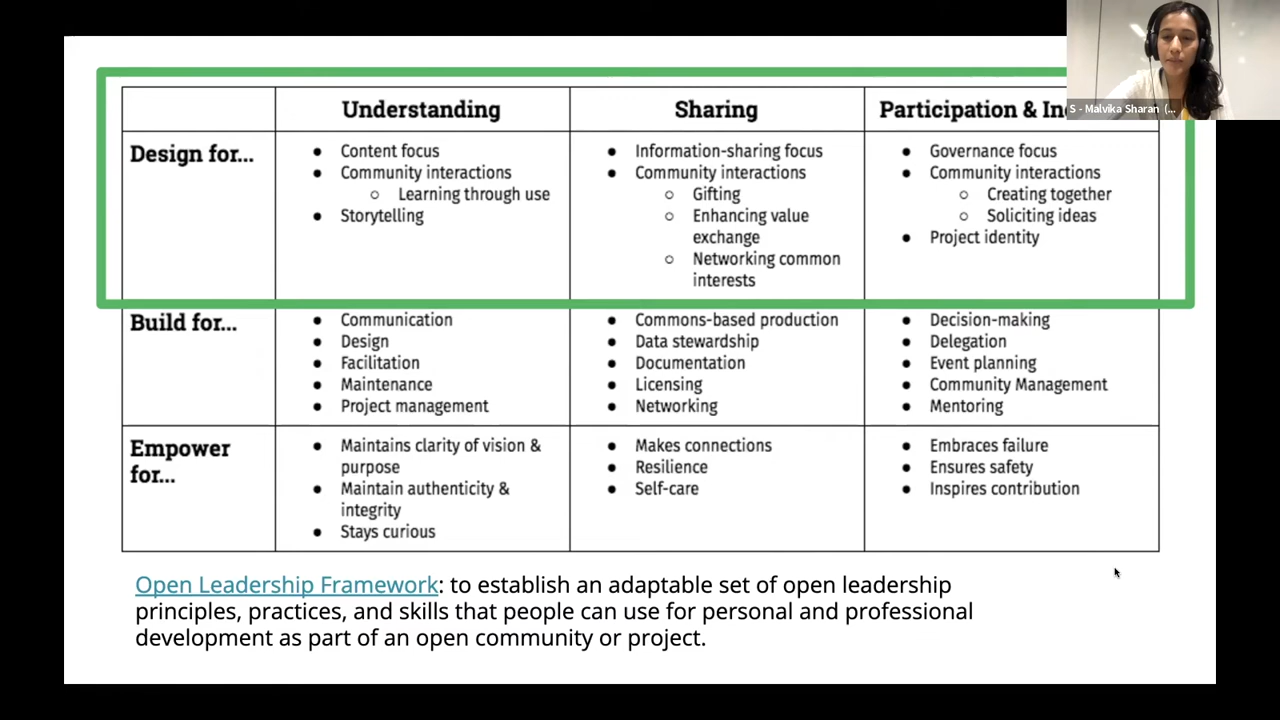 S - Malvika Sharan (...
Understanding
Sharing
Participation &
Design for...
● Content focus
● Community interactions
○ Learning through use
● Storytelling
● Information-sharing focus
● Community interactions
○ Gifting
○ Enhancing value
exchange
○ Networking common
interests
● Governance focus
● Community interactions
○ Creating together
○ Soliciting ideas
● Project identity
Build for...
● Communication
● Design
● Facilitation
● Maintenance
● Project management
● Commons-based production
● Data stewardship
● Documentation
● Licensing
● Networking
● Decision-making
● Delegation
● Event planning
● Community Management
● Mentoring
Empower
for...
● Maintains clarity of vision &
purpose
● Maintain authenticity &
integrity
● Stays curious
● Makes connections
● Resilience
● Self-care
● Embraces failure
● Ensures safety
● Inspires contribution
Open Leadership Framework: to establish an adaptable set of open leadership
principles, practices, and skills that people can use for personal and professional
development as part of an open community or project.